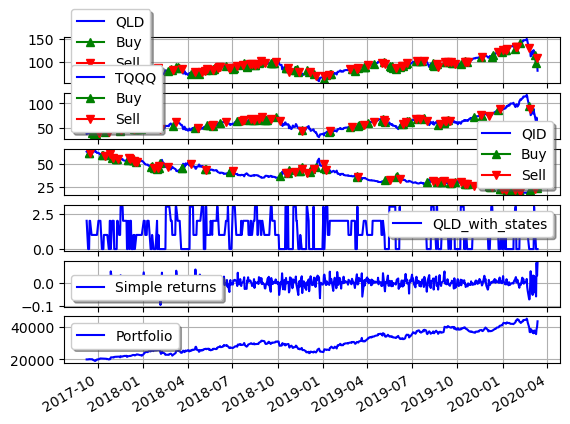 QLD
Buy
Sell
150
100
TQQQ
Buy
Sell
100
50
QID
Buy
Sell
50
25
QLD_with_states
2.5
0.0
Simple returns
0.0
−0.1
Portfolio
40000
20000
2017-10
2018-01
2018-04
2018-07
2018-10
2019-01
2019-04
2019-07
2019-10
2020-01
2020-04